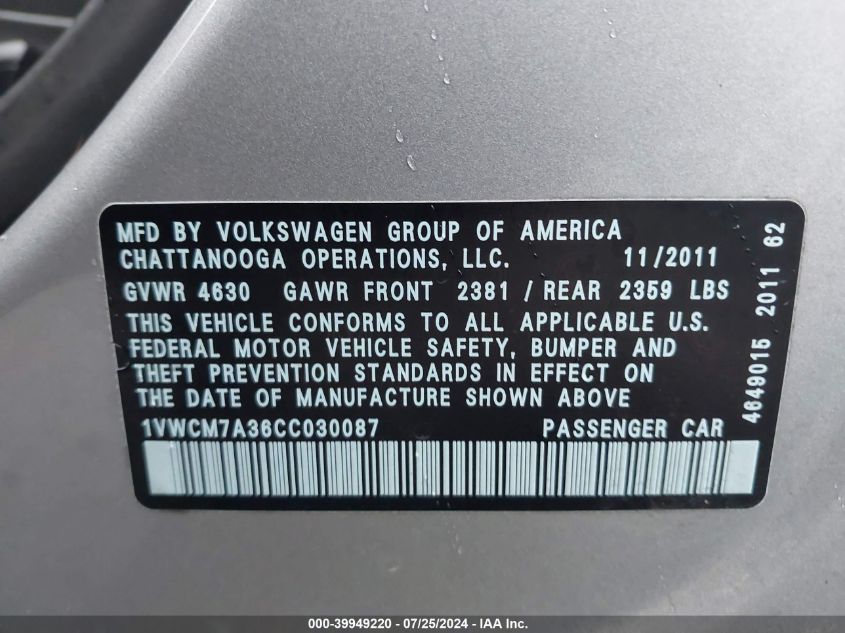 MFD BY VOLKSWAGEN GROUP OF AMERICA
CHATTANOOGA OPERATIONS, LLC. 11/2011
GVWR 4630 GAWR FRONT 2381 / REAR 2359 LBS
THIS VEHICLE CONFORMS TO ALL APPLICABLE U.S.
FEDERAL MOTOR VEHICLE SAFETY, BUMPER AND
THEFT PREVENTION STANDARDS IN EFFECT ON
THE DATE OF MANUFACTURE SHOWN ABOVE
1VWCM7A36CC030087 PASSENGER CAR
4649015 2011 62
000-39949220 - 07/25/2024 - IAA Inc.